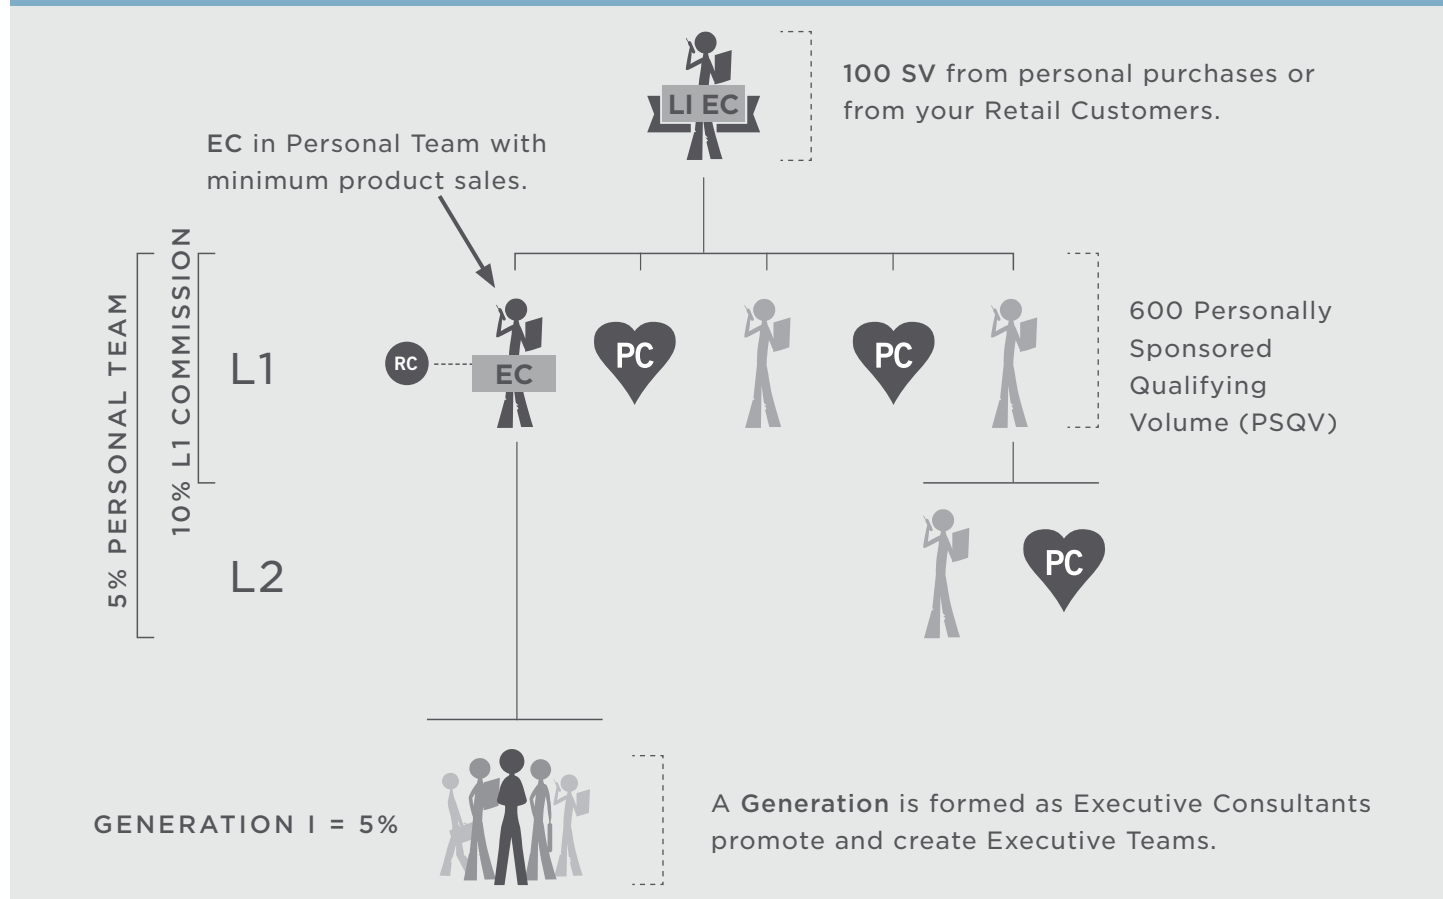 LI EC
100 SV from personal purchases or
from your Retail Customers.
EC in Personal Team with
minimum product sales.
5% PERSONAL TEAM
10% L1 COMMISSION
L1
RC
EC
PC
PC
600 Personally
Sponsored
Qualifying
Volume (PSQV)
L2
PC
GENERATION I = 5%
A Generation is formed as Executive Consultants
promote and create Executive Teams.